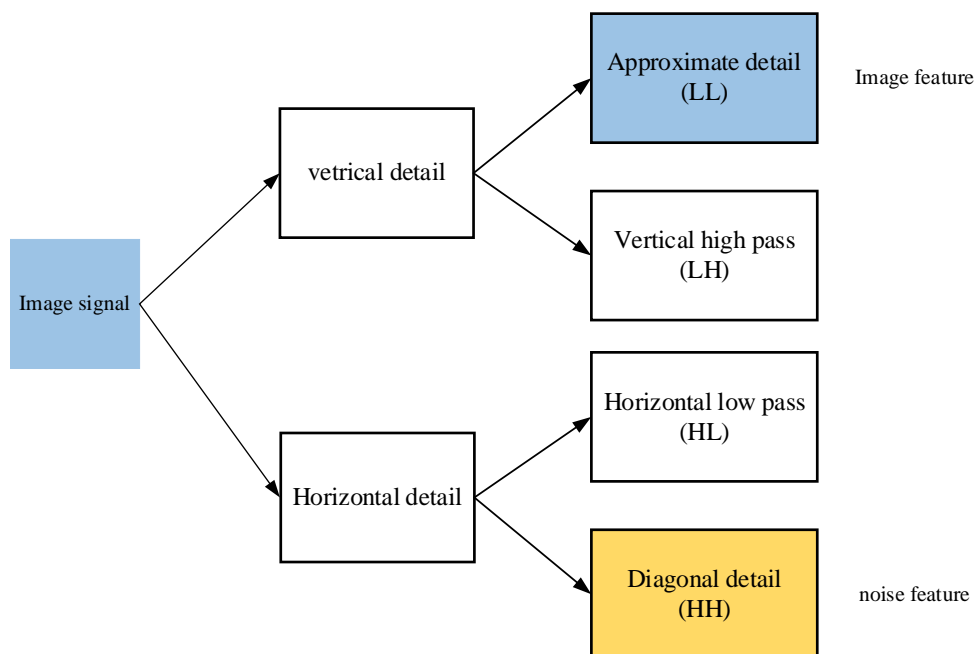 Approximate detail
(LL)
Image feature
vetrical detail
Vertical high pass
(LH)
Image signal
Horizontal low pass
(HL)
Horizontal detail
Diagonal detail
(HH)
noise feature